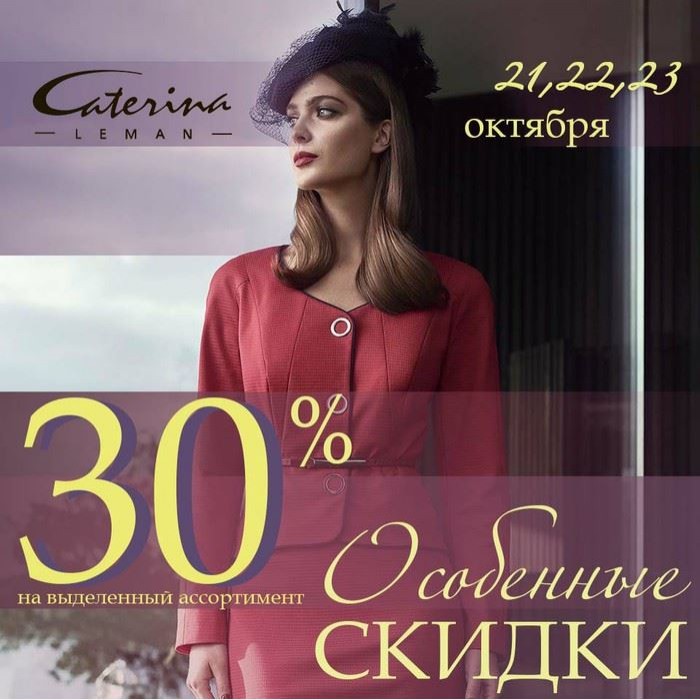 Caterina
LEMAN
21,22,23
октября
30%
на выделенный ассортимент
Особенные
СКИДКИ